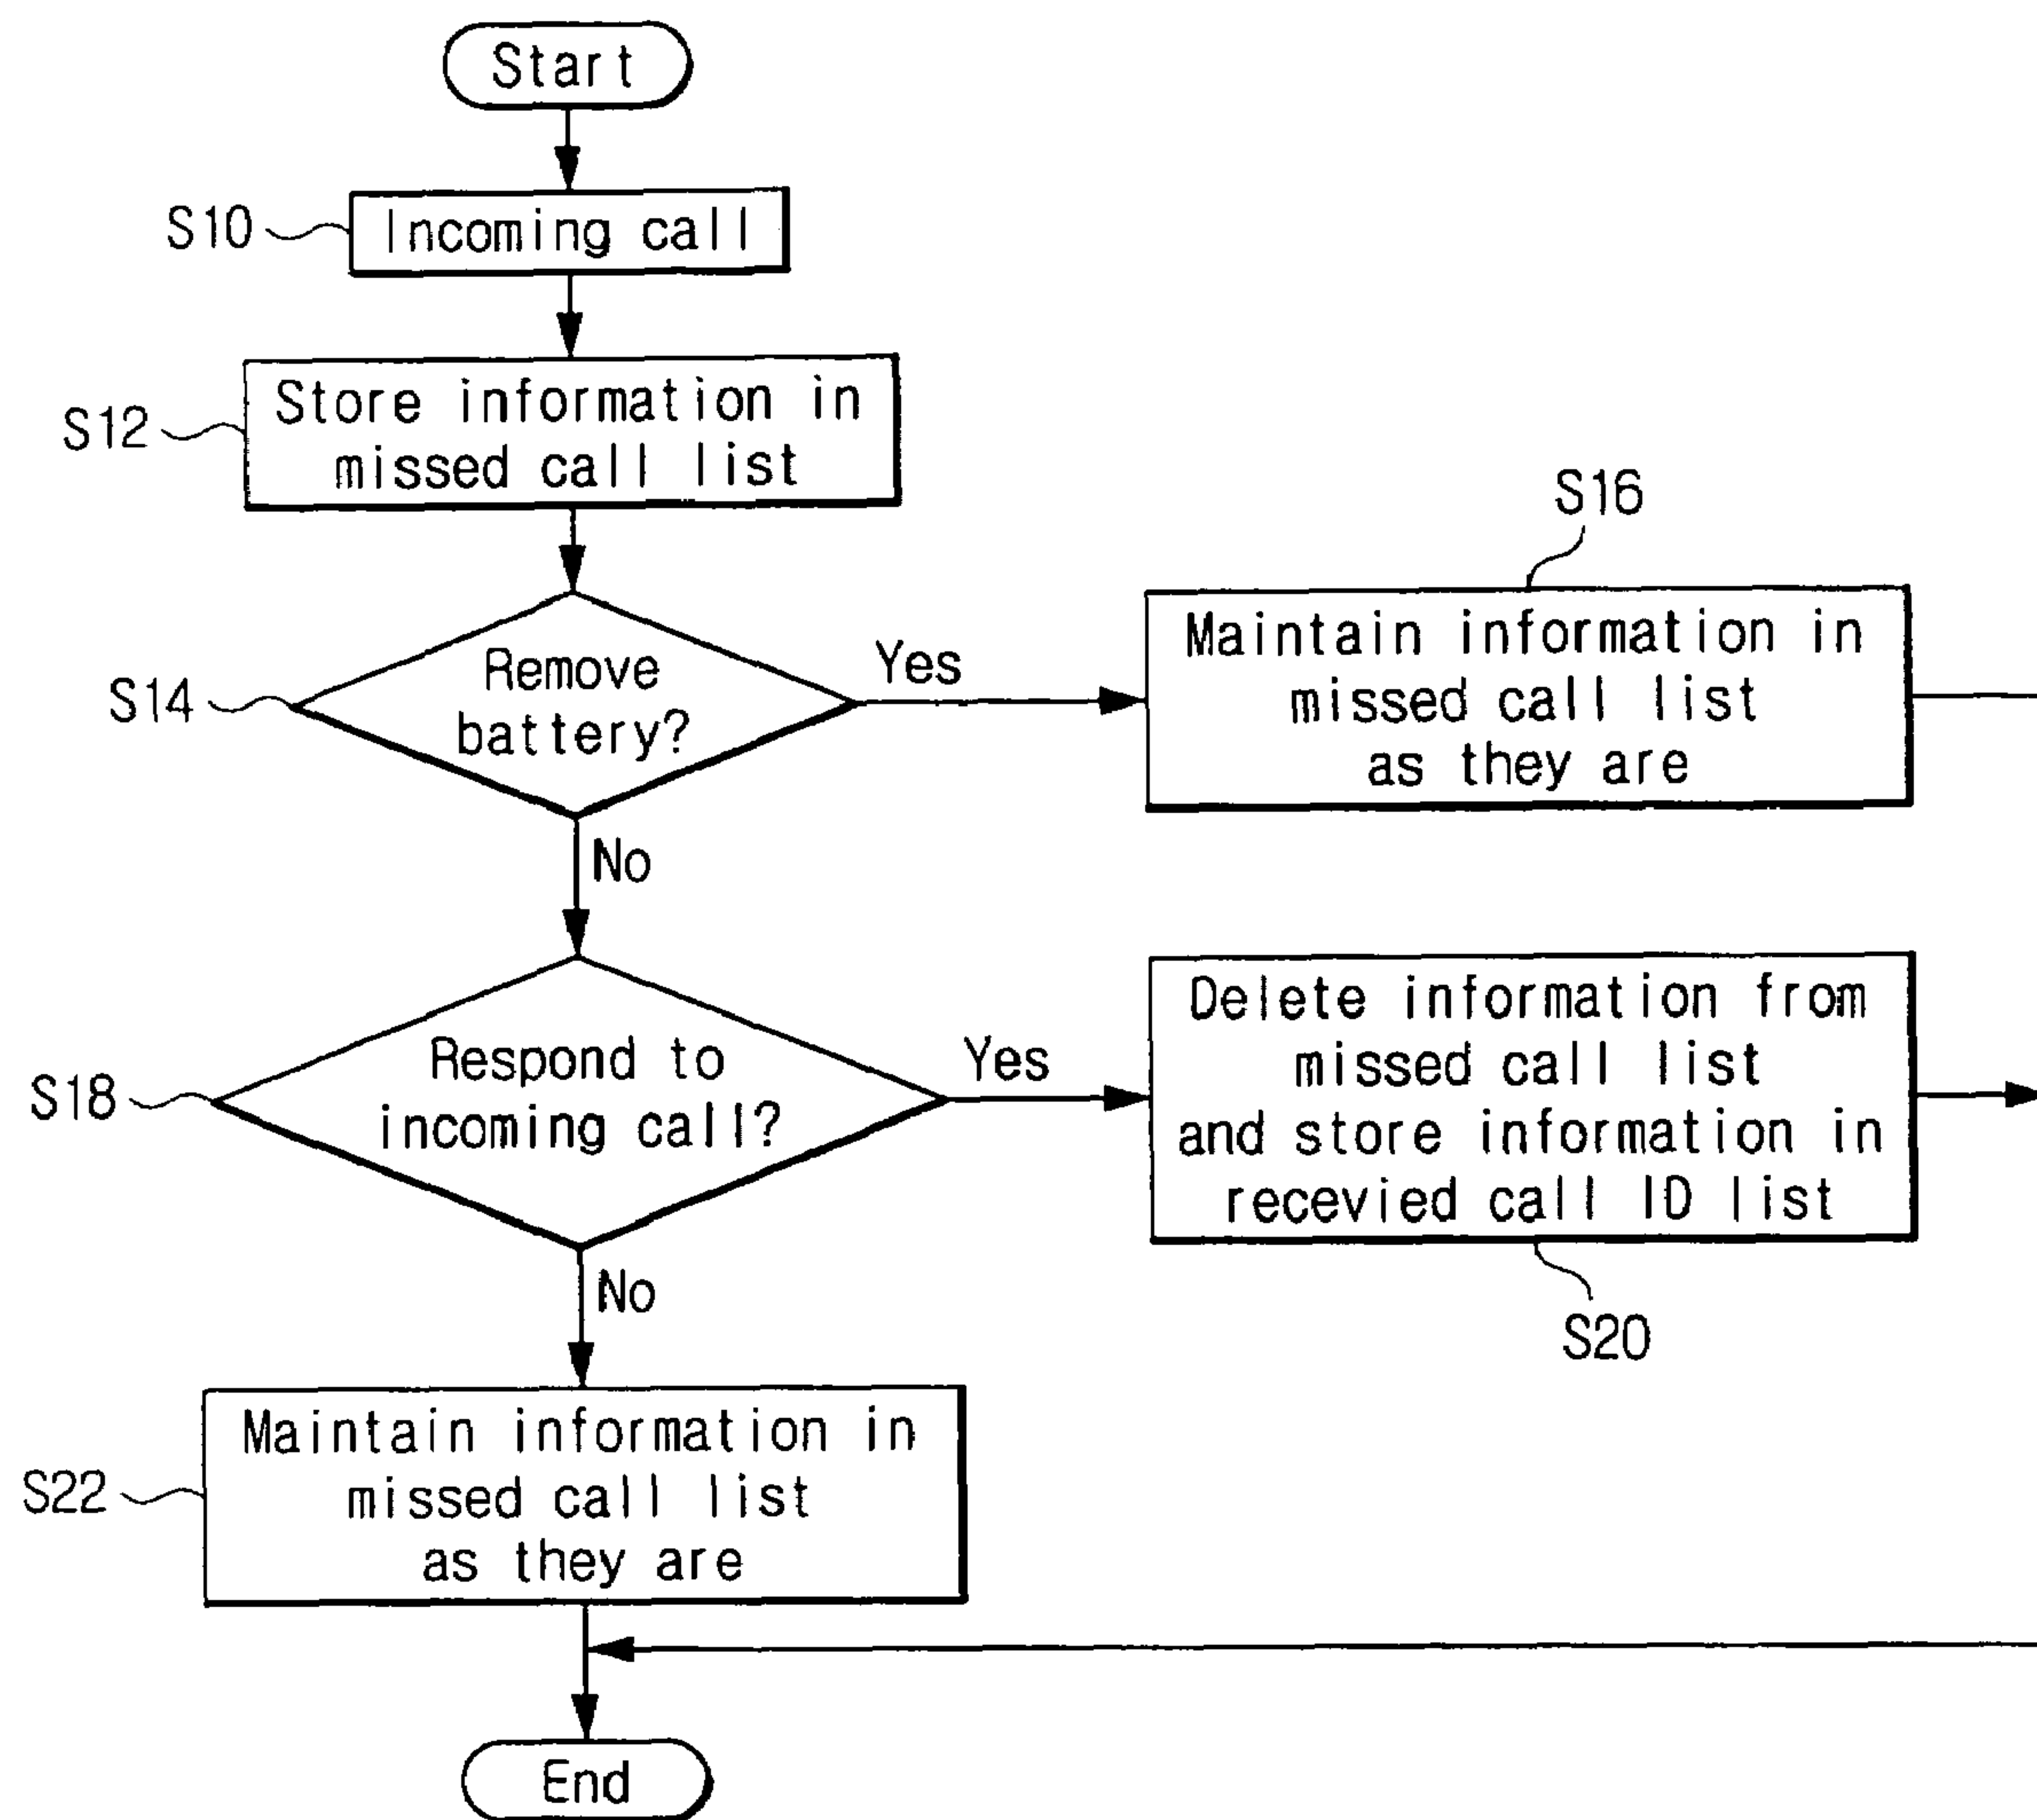 Start
S10
Incoming call
S12
Store information in
missed call list
S14
Remove
battery?
Yes
S16
Maintain information in
missed call list
as they are
No
S18
Respond to
incoming call?
Yes
Delete information from
missed call list
and store information in
recevied call ID list
S20
No
S22
Maintain information in
missed call list
as they are
End